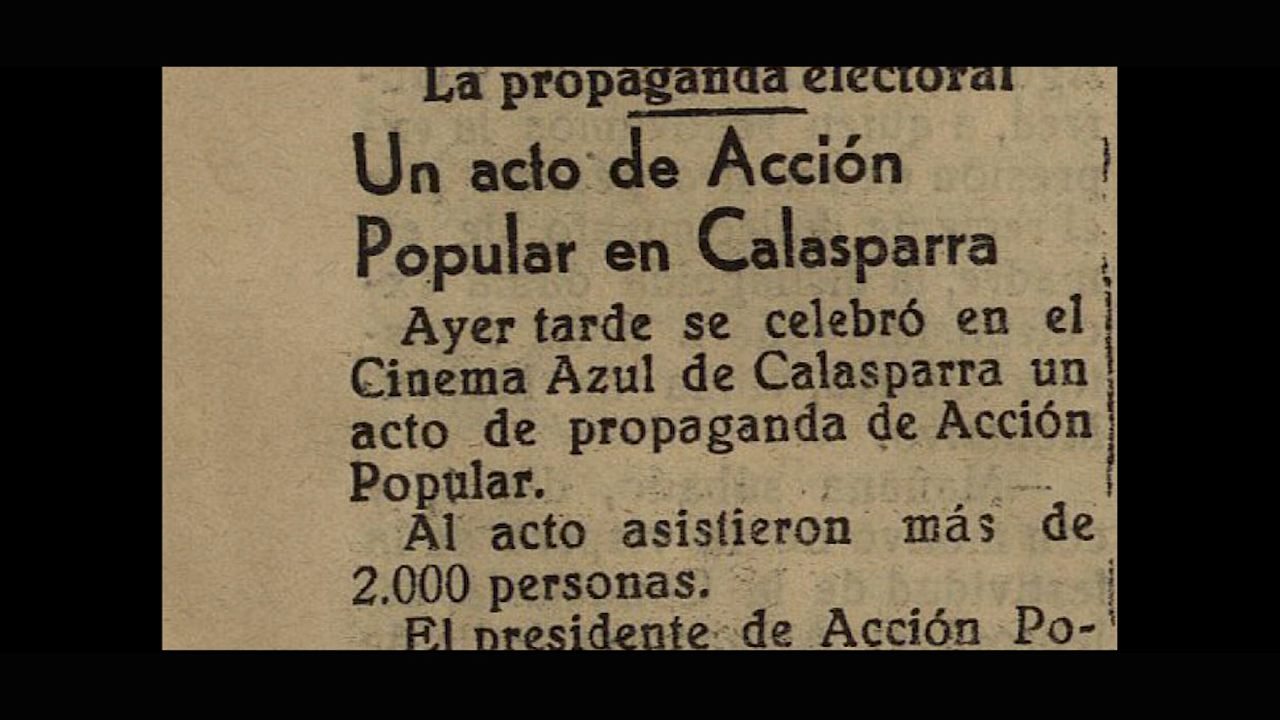 La propaganda electoral
Un acto de Acción
Popular en Calasparra
Ayer tarde se celebró en el
Cinema Azul de Calasparra un
acto de propaganda de Acción
Popular.
Al acto asistieron más de
2.000 personas.
El presidente de Acción Po-